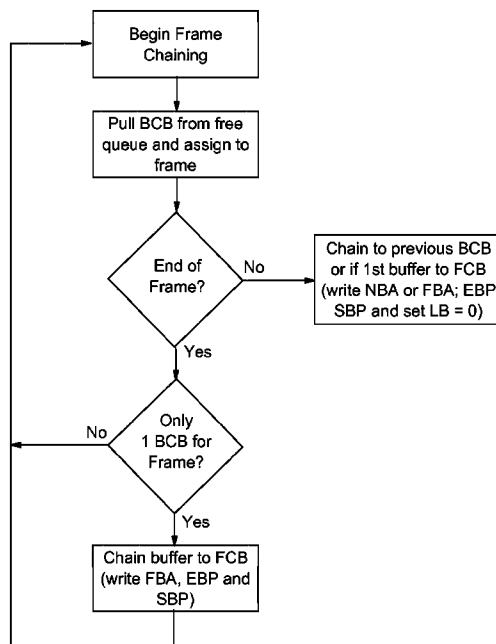 Begin Frame
Chaining
Pull BCB from free
queue and assign to
frame
End of
Frame?
No
Chain to previous BCB
or if 1st buffer to FCB
(write NBA or FBA; EBP
SBP and set LB = 0)
Yes
Only
1 BCB for
Frame?
No
Yes
Chain buffer to FCB
(write FBA, EBP and
SBP)